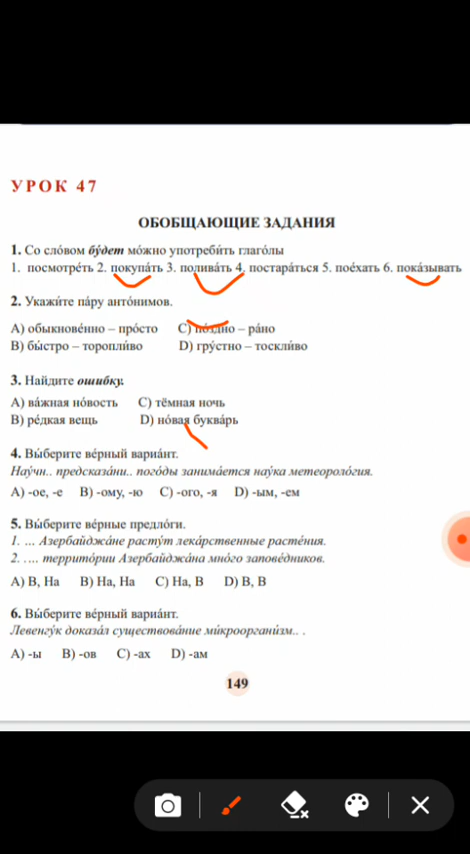 УРОК 47
ОБОБЩАЮЩИЕ ЗАДАНИЯ
1. Со сло́вом бу́дет мо́жно употреби́ть глаго́лы
1. посмотре́ть 2. покупа́ть 3. полива́ть 4. постара́ться 5. пое́хать 6. пока́зывать
2. Укажи́те па́ру анто́нимов.
А) обыкнове́нно – про́сто С) по́здно – ра́но
В) бы́стро – торопли́во D) гру́стно – тоскли́во
3. Найди́те оши́бку.
А) ва́жная но́вость С) тёмная ночь
В) ре́дкая вещь D) но́вая буква́рь
4. Вы́берите ве́рный вариа́нт.
Нау́чн.. предсказа́ни.. пого́ды занима́ется нау́ка метеороло́гия.
А) -ое, -е В) -ому, -ю С) -ого, -я D) -ым, -ем
5. Вы́берите ве́рные предло́ги.
1. ... Азербайджа́не расту́т лека́рственные расте́ния.
2. .... террито́рии Азербайджа́на мно́го запове́дников.
А) В, На В) На, На С) На, В D) В, В
6. Вы́берите ве́рный вариа́нт.
Левенгу́к доказа́л существова́ние ми́кроорганизм.. .
А) -ы В) -ов С) -ах D) -ам
149